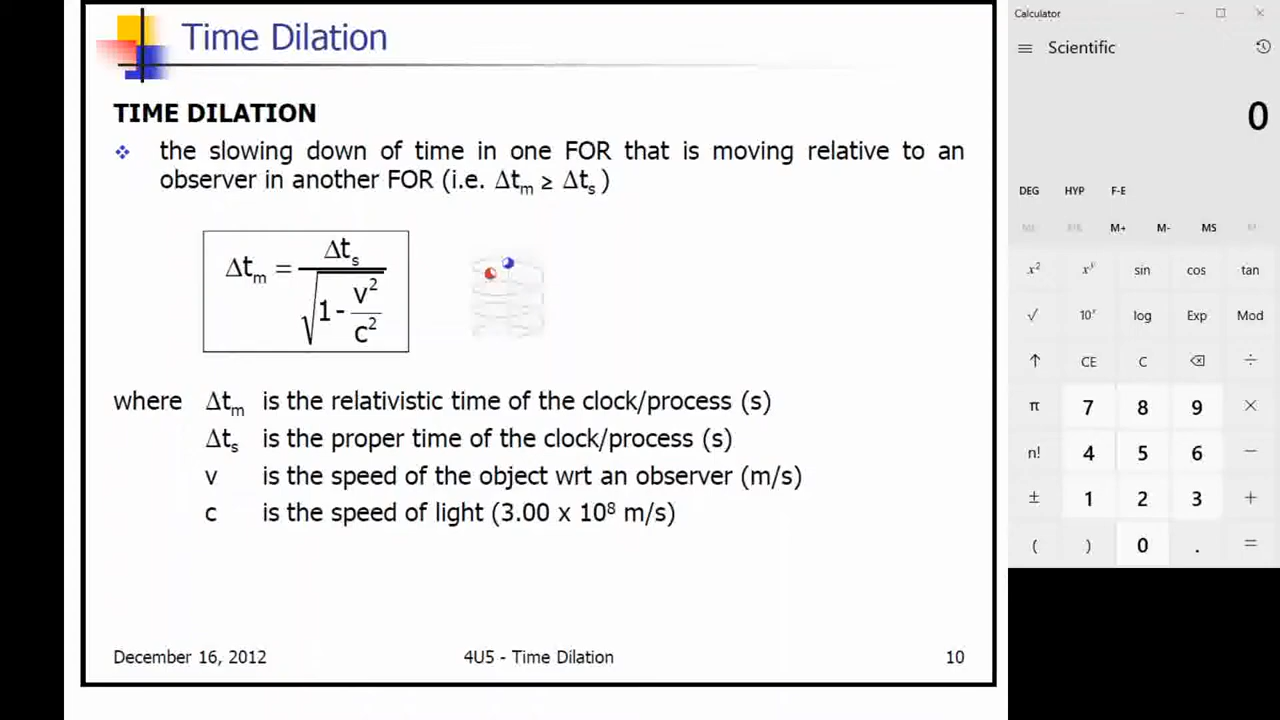 Time Dilation
TIME DILATION
❖ the slowing down of time in one FOR that is moving relative to an
observer in another FOR (i.e. Δtm ≥ Δts )
Δtm = Δts / √1 - v² / c²
where Δtm is the relativistic time of the clock/process (s)
Δts is the proper time of the clock/process (s)
v is the speed of the object wrt an observer (m/s)
c is the speed of light (3.00 x 10⁸ m/s)
December 16, 2012 4U5 - Time Dilation 10
Calculator
Scientific
0
DEG HYP F-E
M+ M- MS
x² xʸ sin cos tan
√ 10ˣ log Exp Mod
↑ CE C ⌫ ÷
π 7 8 9 ×
n! 4 5 6 −
± 1 2 3 +
( ) 0 . =